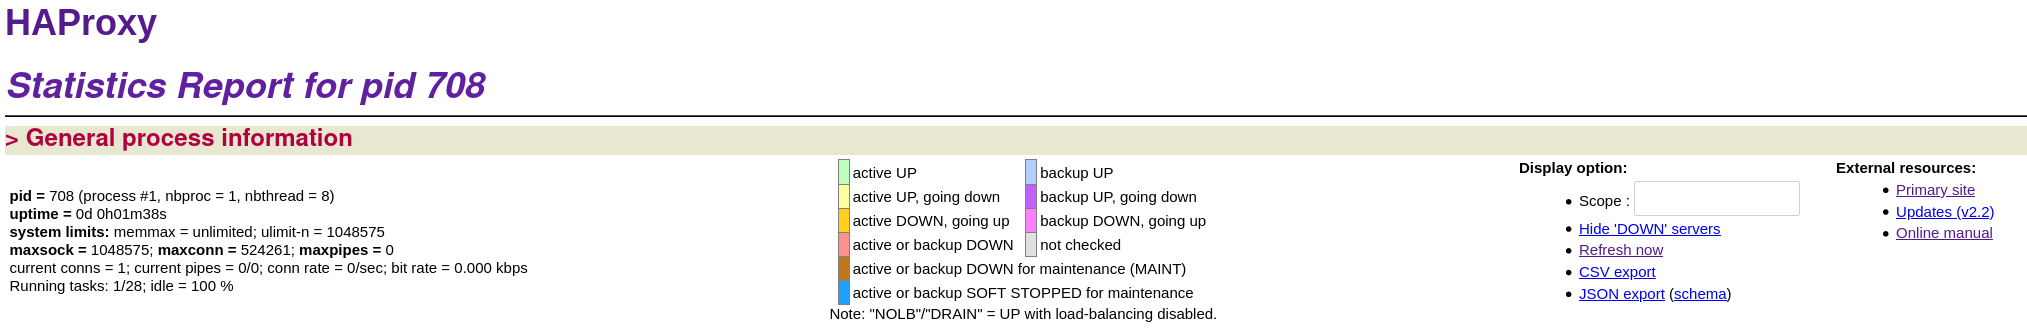 HAProxy
Statistics Report for pid 708
> General process information
pid = 708 (process #1, nbproc = 1, nbthread = 8)
uptime = 0d 0h01m38s
system limits: memmax = unlimited; ulimit-n = 1048575
maxsock = 1048575; maxconn = 524261; maxpipes = 0
current conns = 1; current pipes = 0/0; conn rate = 0/sec; bit rate = 0.000 kbps
Running tasks: 1/28; idle = 100 %
active UP
backup UP
active UP, going down
backup UP, going down
active DOWN, going up
backup DOWN, going up
active or backup DOWN
not checked
active or backup DOWN for maintenance (MAINT)
active or backup SOFT STOPPED for maintenance
Note: "NOLB"/"DRAIN" = UP with load-balancing disabled.
Display option:
Scope :
Hide 'DOWN' servers
Refresh now
CSV export
JSON export (schema)
External resources:
Primary site
Updates (v2.2)
Online manual